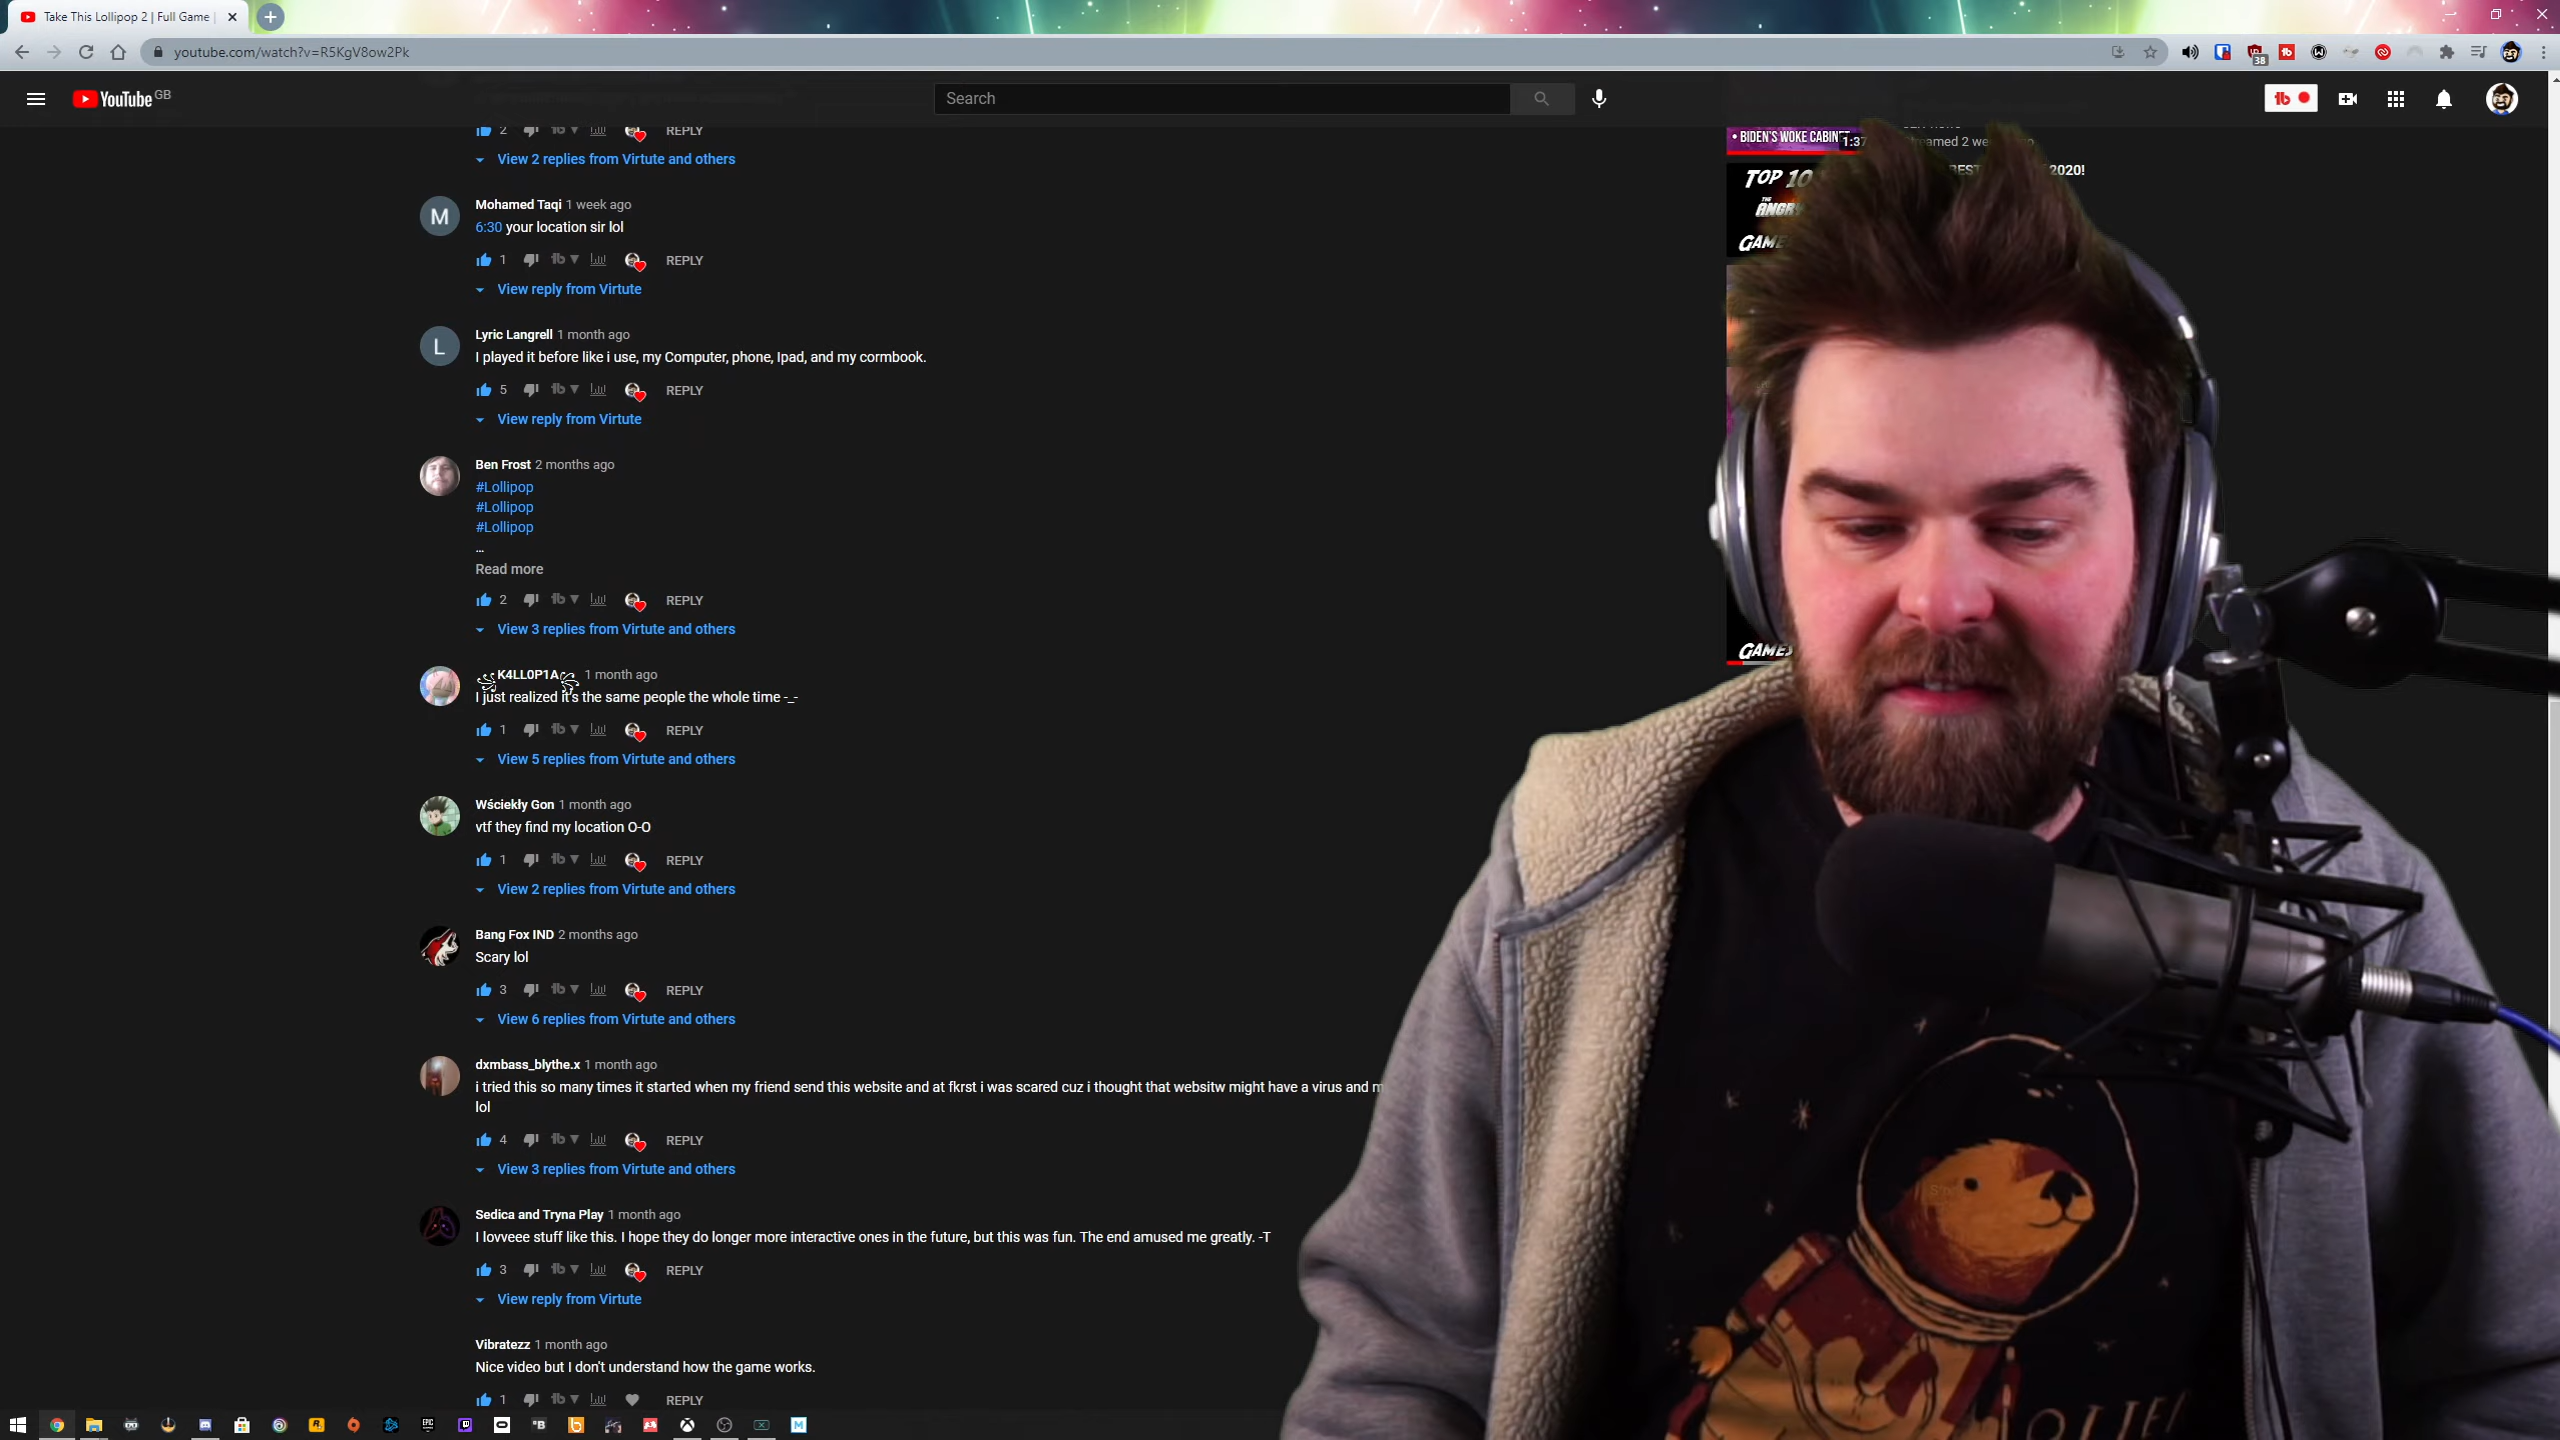 Take This Lollipop 2 | Full Game
youtube.com/watch?v=R5KgV8ow2Pk
38
YouTube GB
Search
2 REPLY
View 2 replies from Virtute and others
Mohamed Taqi 1 week ago
6:30 your location sir lol
1 REPLY
View reply from Virtute
Lyric Langrell 1 month ago
I played it before like i use, my Computer, phone, Ipad, and my cormbook.
5 REPLY
View reply from Virtute
Ben Frost 2 months ago
#Lollipop
#Lollipop
#Lollipop
...
Read more
2 REPLY
View 3 replies from Virtute and others
K4LL0P1A 1 month ago
I just realized it's the same people the whole time -_-
1 REPLY
View 5 replies from Virtute and others
Wściekły Gon 1 month ago
vtf they find my location O-O
1 REPLY
View 2 replies from Virtute and others
Bang Fox IND 2 months ago
Scary lol
3 REPLY
View 6 replies from Virtute and others
dxmbass_blythe.x 1 month ago
i tried this so many times it started when my friend send this website and at fkrst i was scared cuz i thought that websitw might have a virus and m
lol
4 REPLY
View 3 replies from Virtute and others
Sedica and Tryna Play 1 month ago
I lovveee stuff like this. I hope they do longer more interactive ones in the future, but this was fun. The end amused me greatly. -T
3 REPLY
View reply from Virtute
Vibratezz 1 month ago
Nice video but I don't understand how the game works.
1 REPLY
• BIDEN'S WOKE CABINET
1:37
Streamed 2 we ago
TOP 10
THE
ANGRY
GAME
BEST 2020!
GAMES